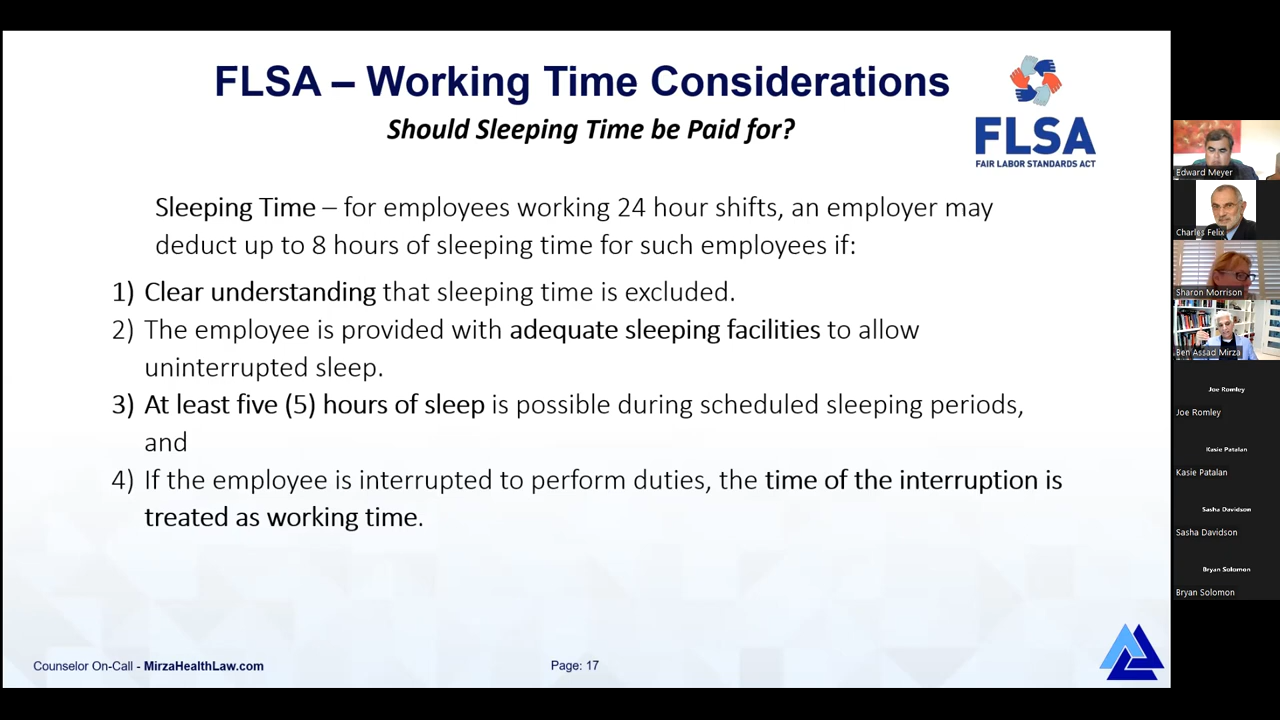 FLSA – Working Time Considerations
Should Sleeping Time be Paid for?
FLSA
FAIR LABOR STANDARDS ACT
Sleeping Time – for employees working 24 hour shifts, an employer may
deduct up to 8 hours of sleeping time for such employees if:
1) Clear understanding that sleeping time is excluded.
2) The employee is provided with adequate sleeping facilities to allow
uninterrupted sleep.
3) At least five (5) hours of sleep is possible during scheduled sleeping periods,
and
4) If the employee is interrupted to perform duties, the time of the interruption is
treated as working time.
Counselor On-Call - MirzaHealthLaw.com
Page: 17
Edward Meyer
Charles Felix
Sharon Morrison
Ben Assad Mirza
Joe Romley
Joe Romley
Kasie Patalan
Kasie Patalan
Sasha Davidson
Sasha Davidson
Bryan Solomon
Bryan Solomon